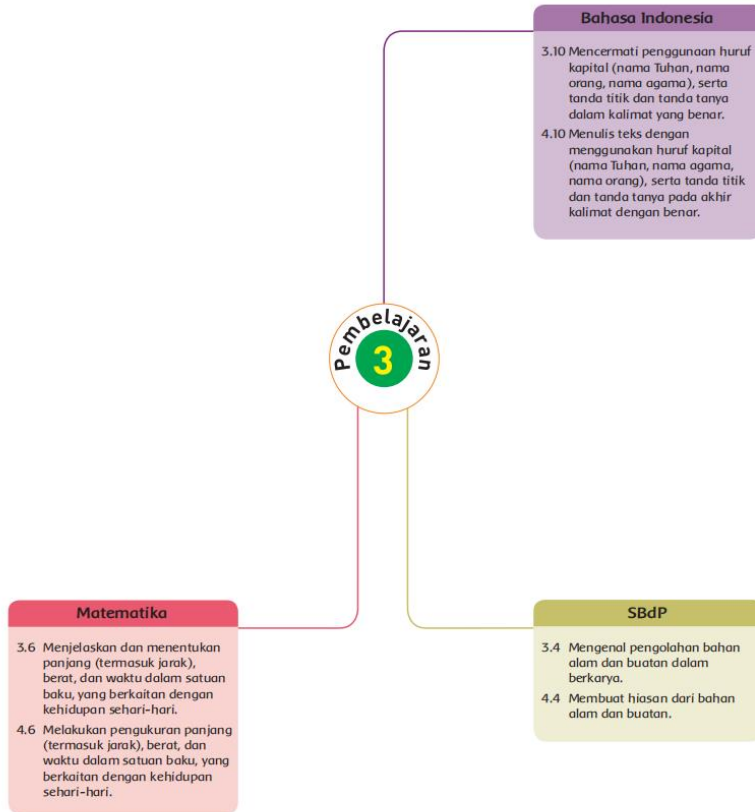 Bahasa Indonesia
3.10 Mencermati penggunaan huruf
kapital (nama Tuhan, nama
orang, nama agama), serta
tanda titik dan tanda tanya
dalam kalimat yang benar.
4.10 Menulis teks dengan
menggunakan huruf kapital
(nama Tuhan, nama agama,
nama orang), serta tanda titik
dan tanda tanya pada akhir
kalimat dengan benar.
Pembelajaran
3
Matematika
3.6 Menjelaskan dan menentukan
panjang (termasuk jarak),
berat, dan waktu dalam satuan
baku, yang berkaitan dengan
kehidupan sehari-hari.
4.6 Melakukan pengukuran panjang
(termasuk jarak), berat, dan
waktu dalam satuan baku, yang
berkaitan dengan kehidupan
sehari-hari.
SBdP
3.4 Mengenal pengolahan bahan
alam dan buatan dalam
berkarya.
4.4 Membuat hiasan dari bahan
alam dan buatan.